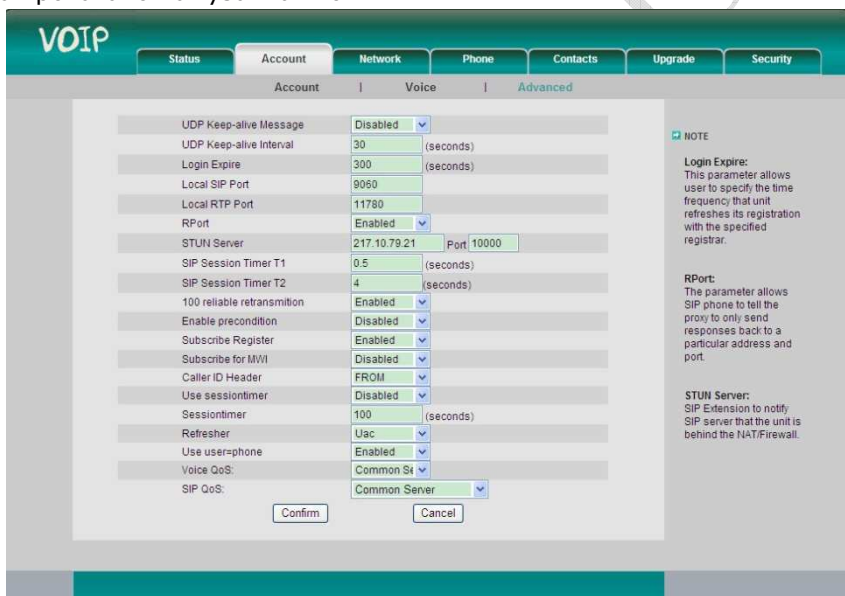 VOIP
Status Account Network Phone Contacts Upgrade Security
Account | Voice | Advanced
UDP Keep-alive Message Disabled
UDP Keep-alive Interval 30 (seconds)
Login Expire 300 (seconds)
Local SIP Port 9060
Local RTP Port 11780
RPort Enabled
STUN Server 217.10.79.21 Port 10000
SIP Session Timer T1 0.5 (seconds)
SIP Session Timer T2 4 (seconds)
100 reliable retransmition Enabled
Enable precondition Disabled
Subscribe Register Enabled
Subscribe for MWI Disabled
Caller ID Header FROM
Use sessiontimer Disabled
Sessiontimer 100 (seconds)
Refresher Uac
Use user=phone Enabled
Voice QoS: Common Se
SIP QoS: Common Server
Confirm Cancel
NOTE
Login Expire:
This parameter allows
user to specify the time
frequency that unit
refreshes its registration
with the specified
registrar.
RPort:
The parameter allows
SIP phone to tell the
proxy to only send
responses back to a
particular address and
port.
STUN Server:
SIP Extension to notify
SIP server that the unit is
behind the NAT/Firewall.